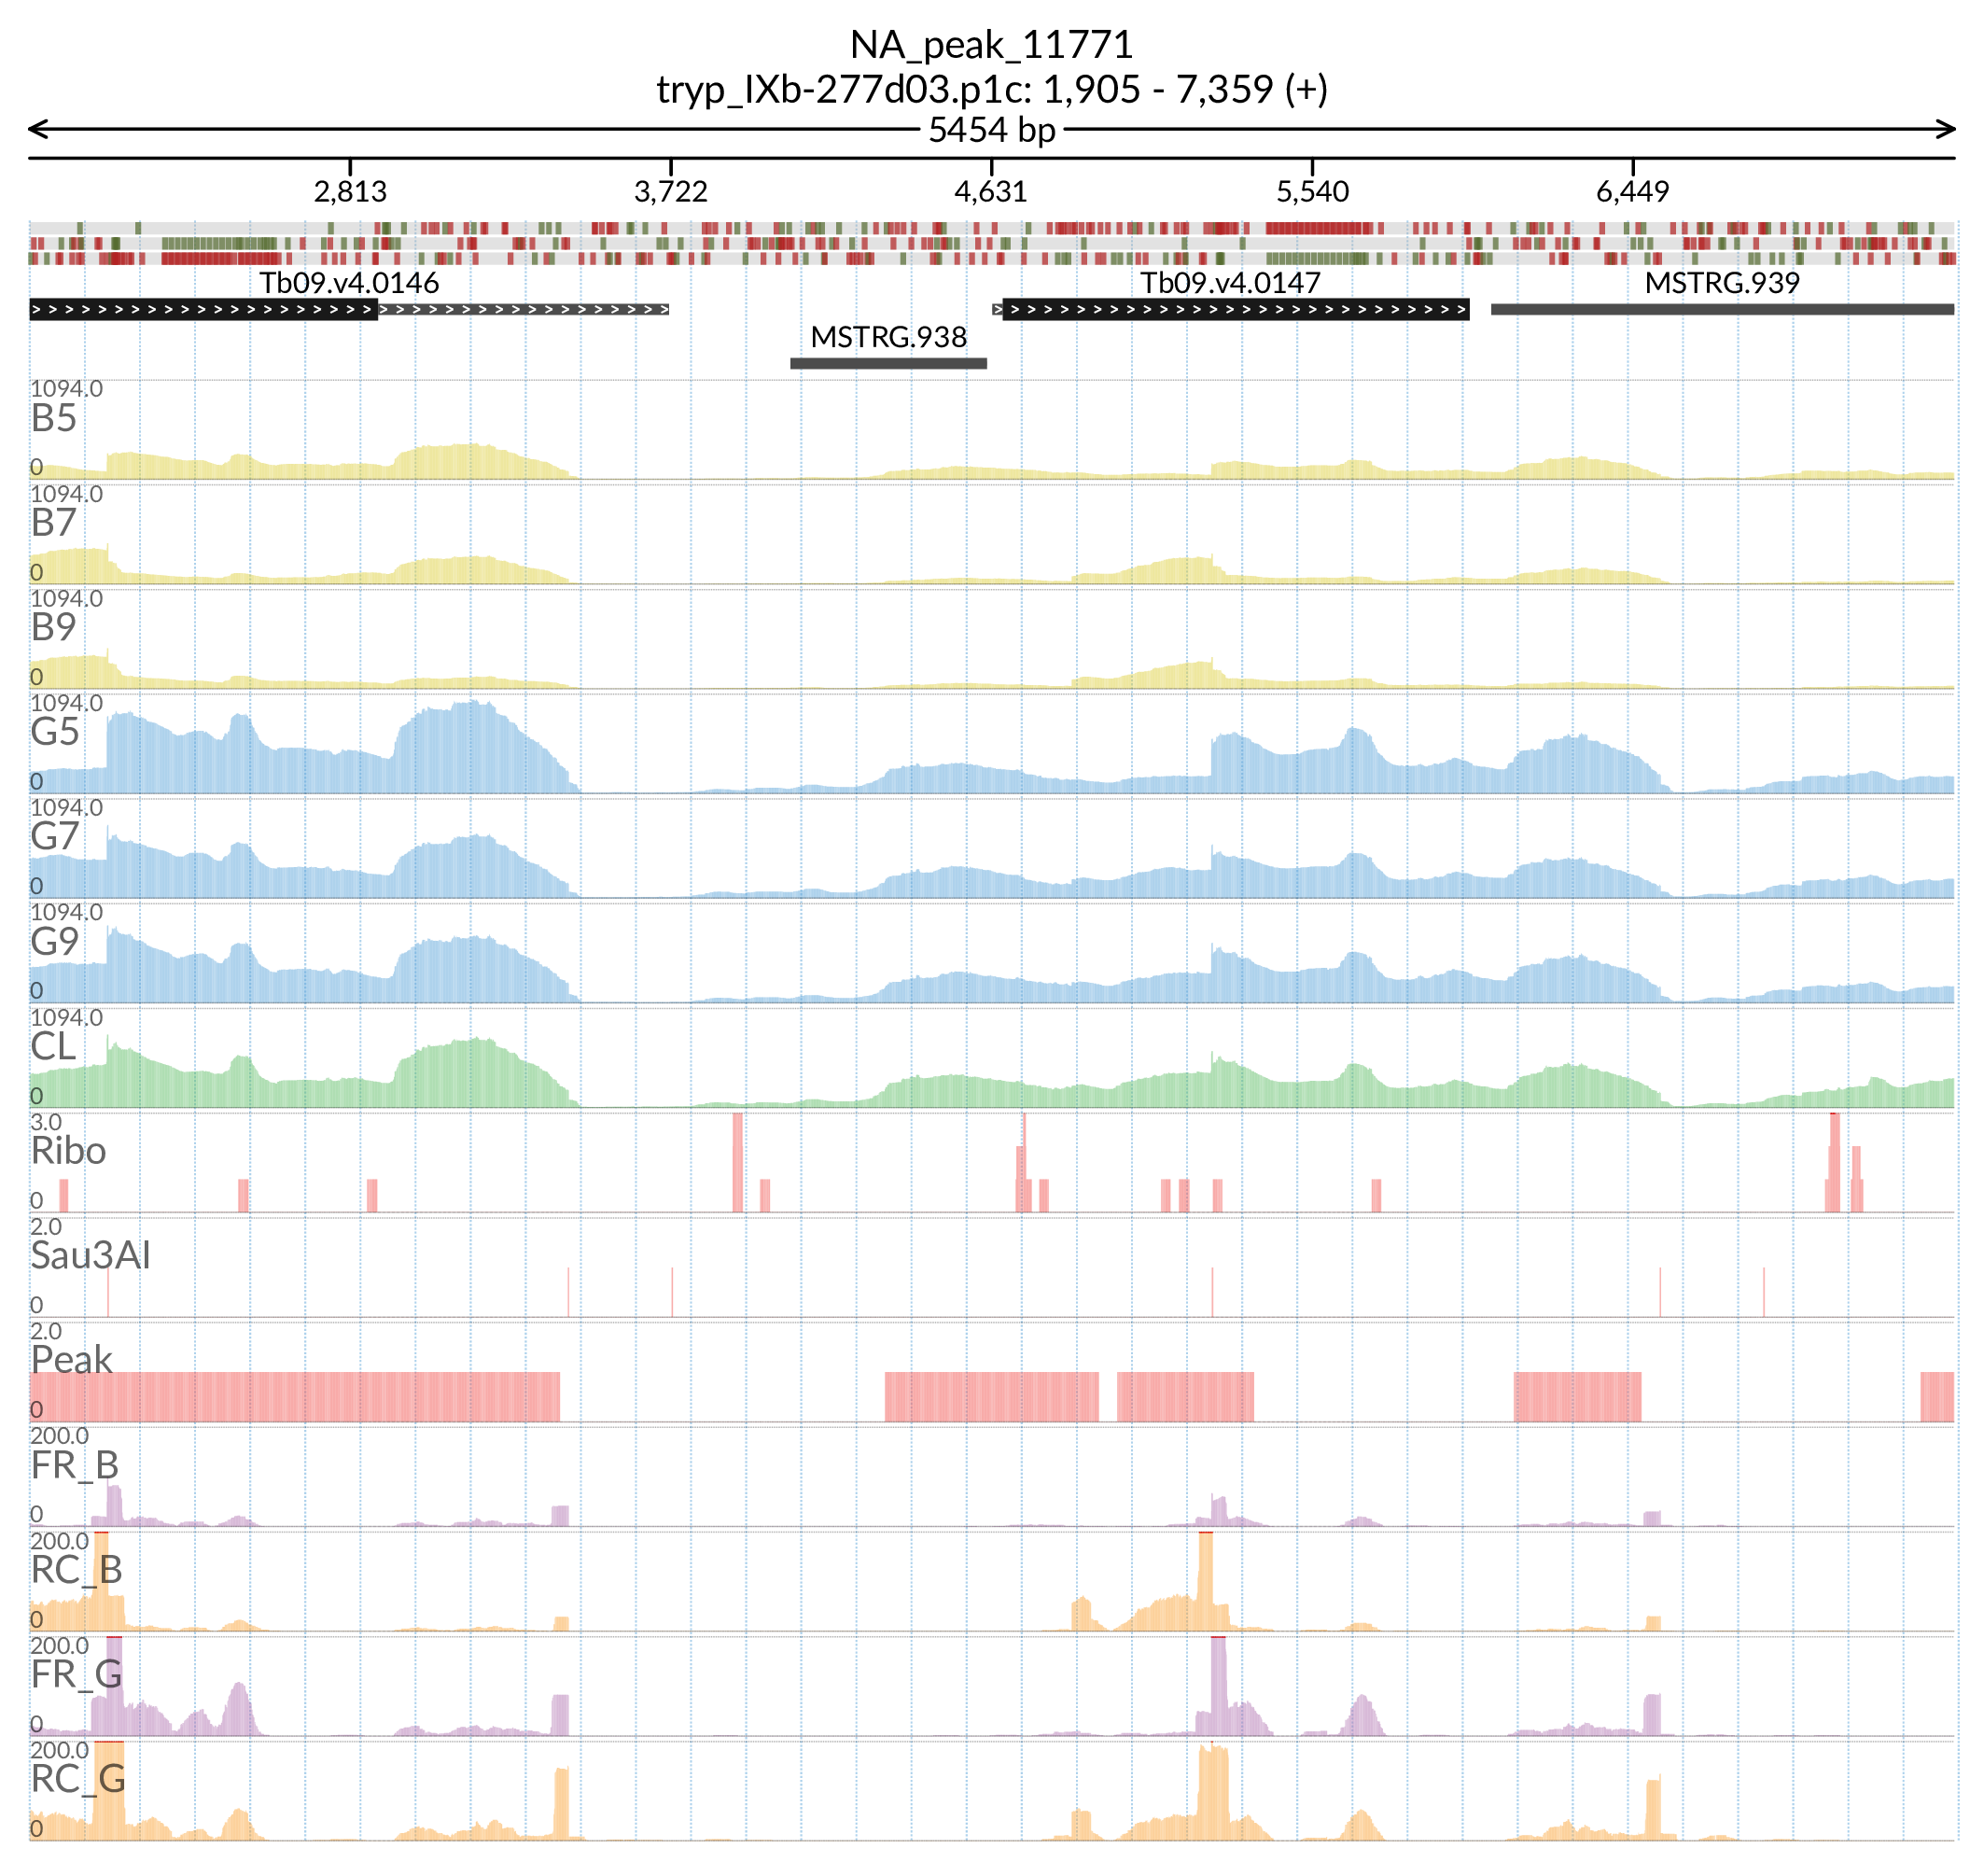 NA_peak_11771
tryp_IXb-277d03.p1c: 1,905 - 7,359 (+)
5454 bp
2,813 3,722 4,631 5,540 6,449
Tb09.v4.0146 Tb09.v4.0147 MSTRG.939
MSTRG.938
1094.0
B5
0
1094.0
B7
0
1094.0
B9
0
1094.0
G5
0
1094.0
G7
0
1094.0
G9
0
1094.0
CL
0
3.0
Ribo
0
2.0
Sau3AI
0
2.0
Peak
0
200.0
FR_B
0
200.0
RC_B
0
200.0
FR_G
0
200.0
RC_G
0